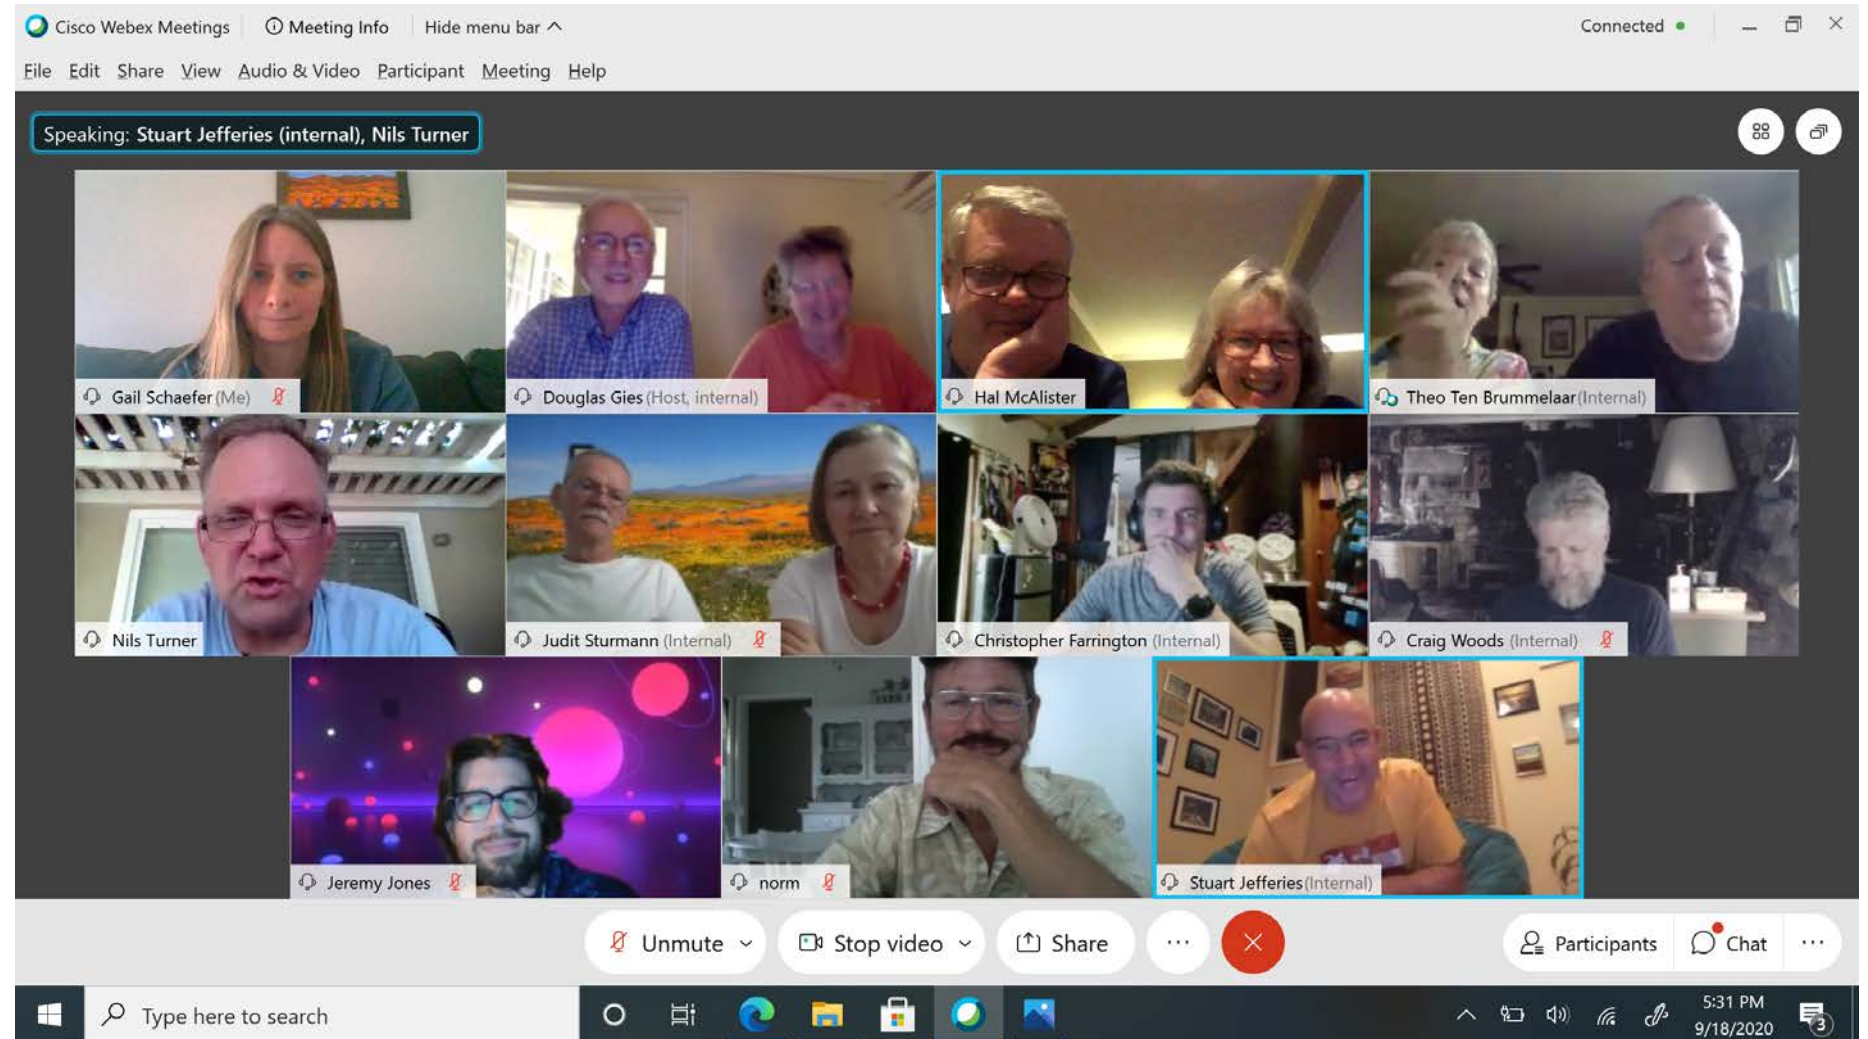 Cisco Webex Meetings Meeting Info Hide menu bar Connected
File Edit Share View Audio & Video Participant Meeting Help
Speaking: Stuart Jefferies (internal), Nils Turner
Gail Schaefer (Me)
Douglas Gies (Host, internal)
Hal McAlister
Theo Ten Brummelaar (Internal)
Nils Turner
Judit Sturmann (Internal)
Christopher Farrington (Internal)
Craig Woods (Internal)
Jeremy Jones
norm
Stuart Jefferies (Internal)
Unmute Stop video Share ... Participants Chat ...
Type here to search
5:31 PM
9/18/2020
3